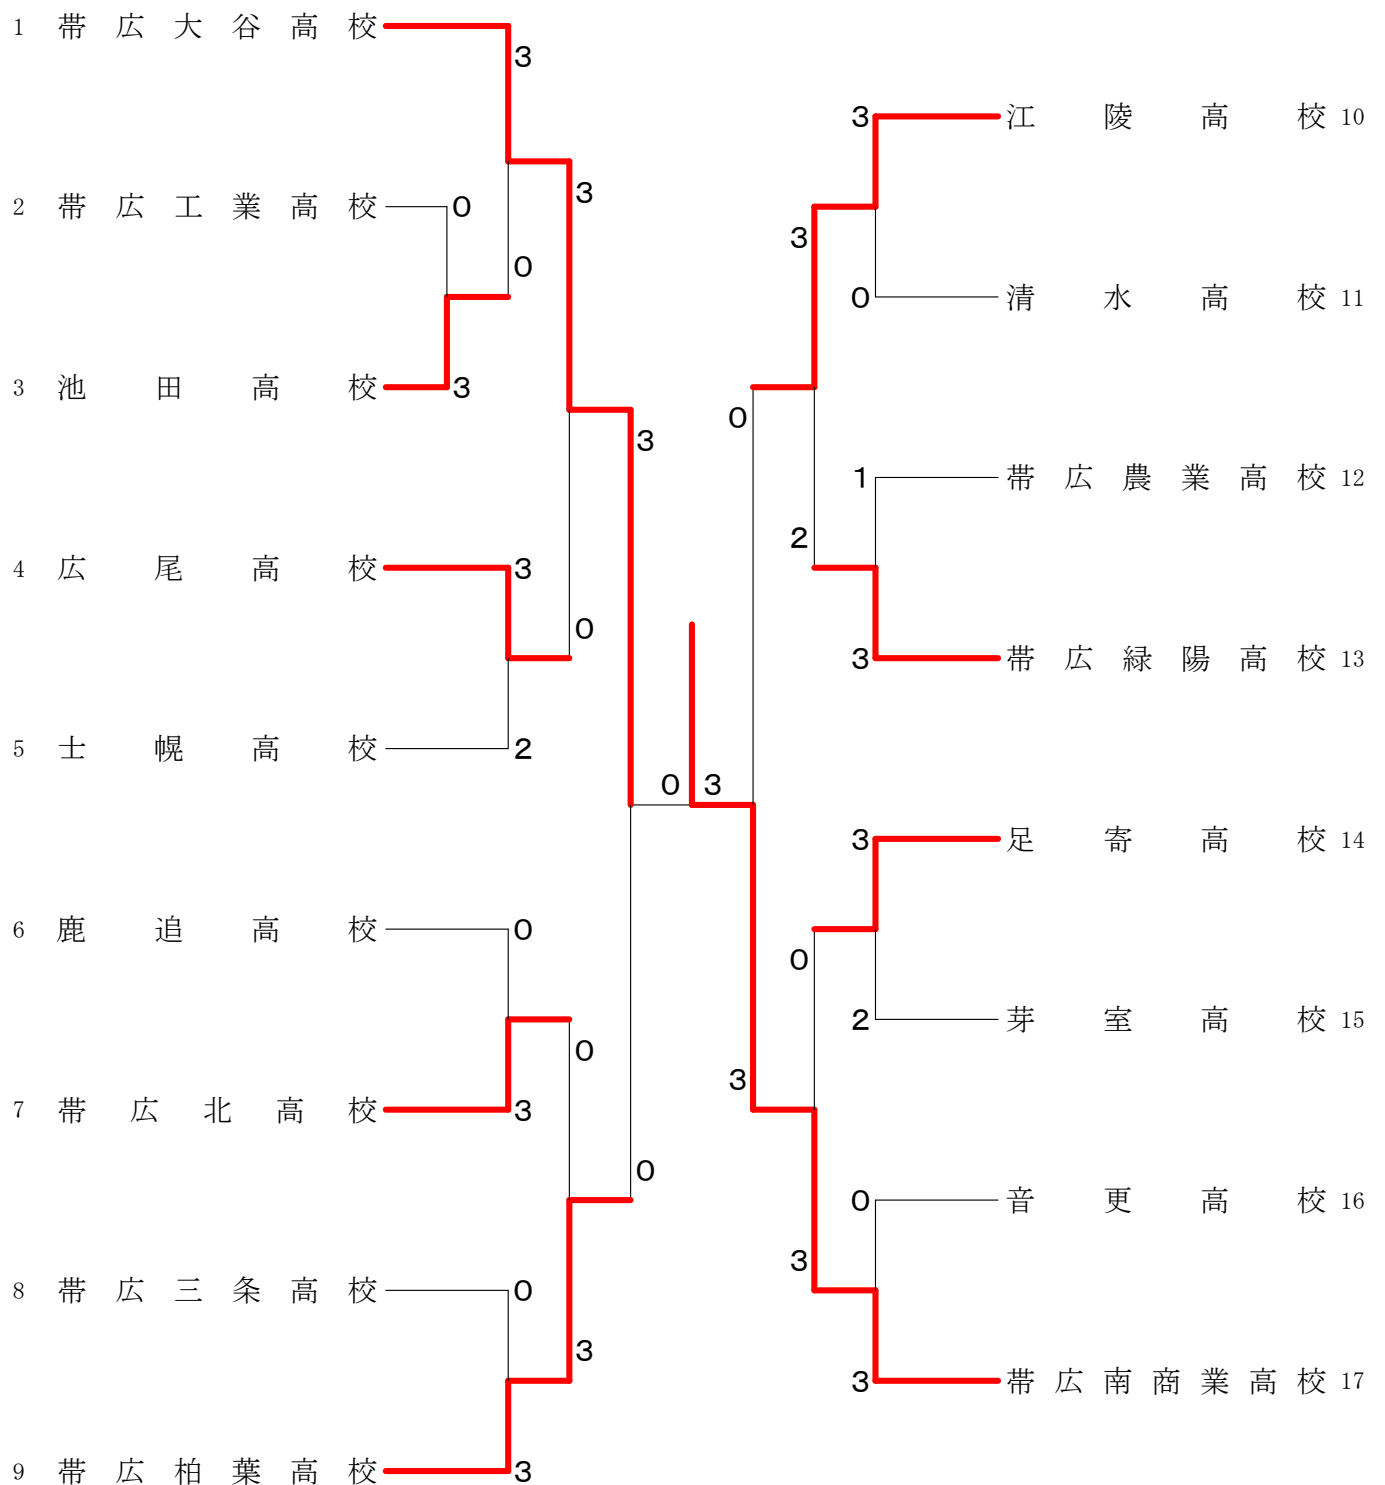 1 帯広大谷高校
3
2 帯広工業高校
0
3
0
3 池田高校
3
3
4 広尾高校
3
0
5 士幌高校
2
6 鹿追高校
0
0
7 帯広北高校
3
0
8 帯広三条高校
0
3
9 帯広柏葉高校
3
0 3
3
江陵高校 10
3
0
清水高校 11
0
1
帯広農業高校 12
2
3
帯広緑陽高校 13
3
足寄高校 14
0
2
芽室高校 15
3
0
音更高校 16
3
3
帯広南商業高校 17